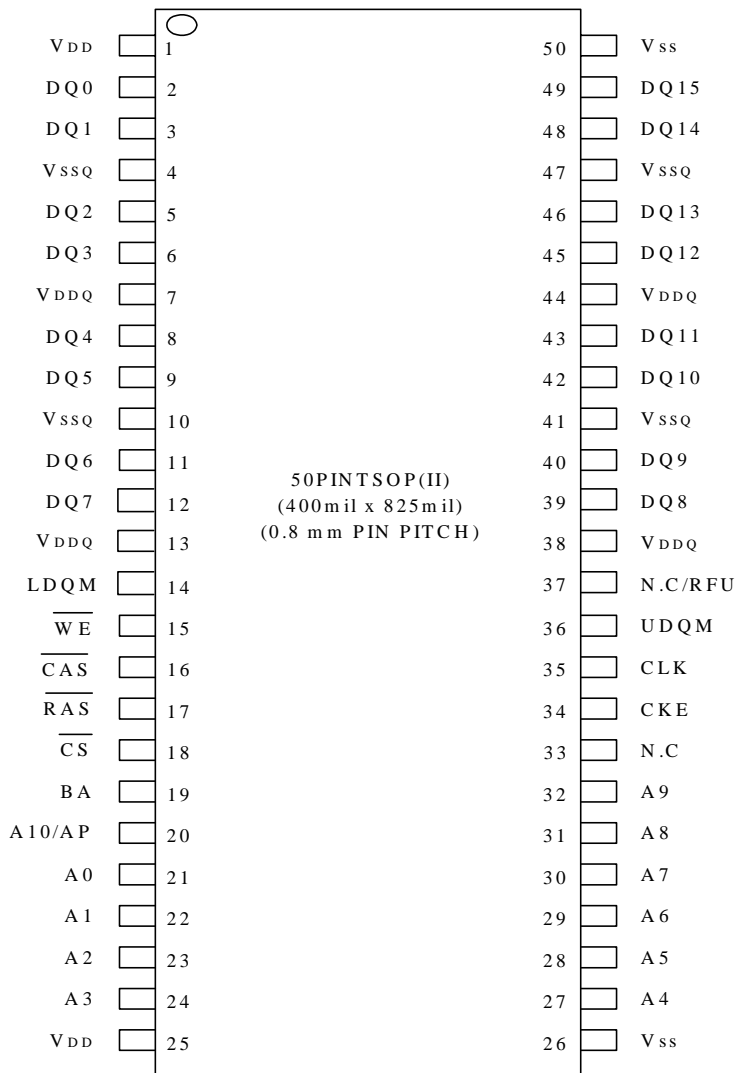 VDD 1 50 Vss
DQ0 2 49 DQ15
DQ1 3 48 DQ14
VSSQ 4 47 VSSQ
DQ2 5 46 DQ13
DQ3 6 45 DQ12
VDDQ 7 44 VDDQ
DQ4 8 43 DQ11
DQ5 9 42 DQ10
VSSQ 10 41 VSSQ
DQ6 11 40 DQ9
50PINTSOP(II)
DQ7 12 (400mil x 825mil) 39 DQ8
VDDQ 13 (0.8 mm PIN PITCH) 38 VDDQ
LDQM 14 37 N.C/RFU
WE 15 36 UDQM
CAS 16 35 CLK
RAS 17 34 CKE
CS 18 33 N.C
BA 19 32 A9
A10/AP 20 31 A8
A0 21 30 A7
A1 22 29 A6
A2 23 28 A5
A3 24 27 A4
VDD 25 26 Vss